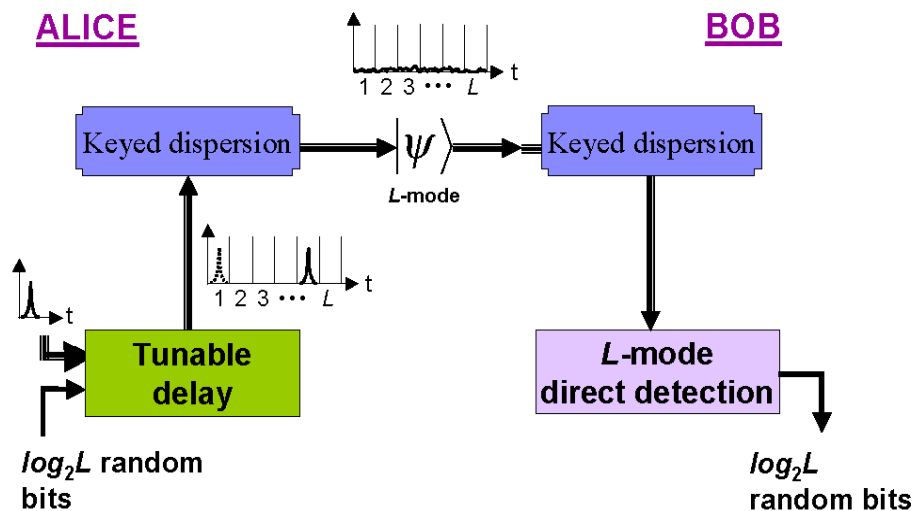 ALICE
BOB
t
1 2 3 ••• L
Keyed dispersion
|ψ⟩
Keyed dispersion
L-mode
t
1 2 3 ••• L
t
Tunable
delay
L-mode
direct detection
log₂L random
bits
log₂L
random bits